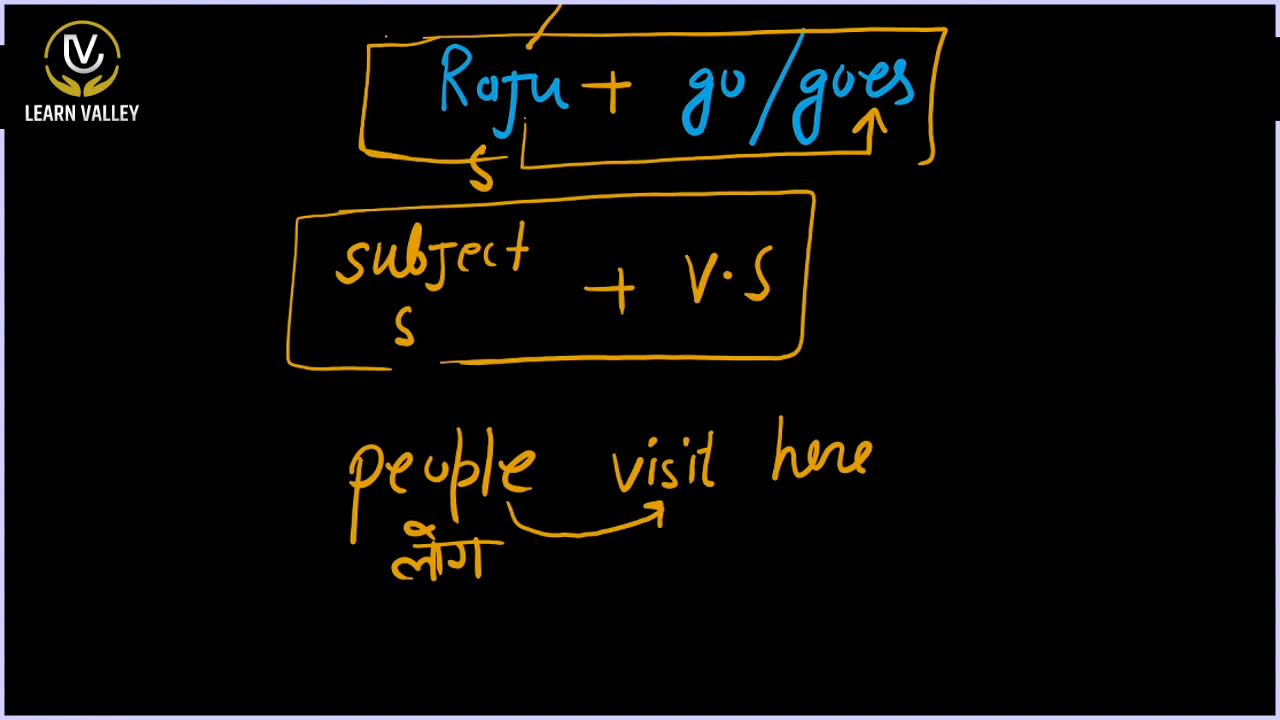 LEARN VALLEY
Raju + go/goes
S
subject + V.S
S
people visit here
लोग